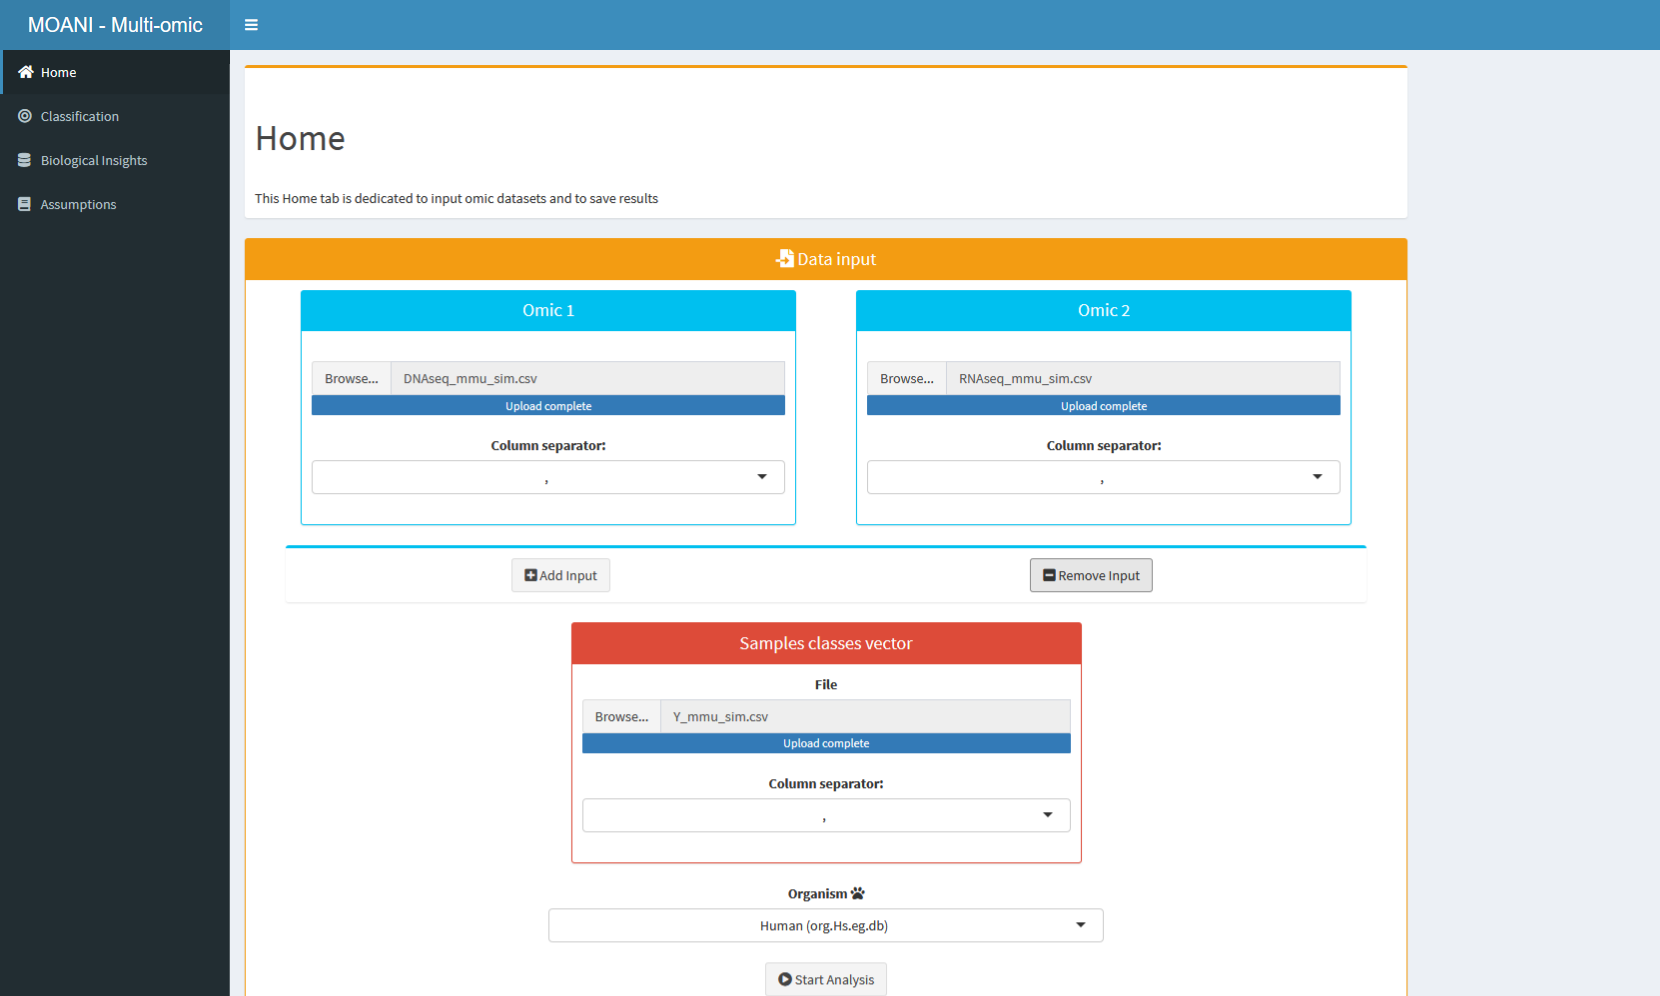 MOANI - Multi-omic
Home
Classification
Biological Insights
Assumptions
Home
This Home tab is dedicated to input omic datasets and to save results
Data input
Omic 1
Browse... DNAseq_mmu_sim.csv
Upload complete
Column separator:
,
Omic 2
Browse... RNAseq_mmu_sim.csv
Upload complete
Column separator:
,
Add Input
Remove Input
Samples classes vector
File
Browse... Y_mmu_sim.csv
Upload complete
Column separator:
,
Organism
Human (org.Hs.eg.db)
Start Analysis